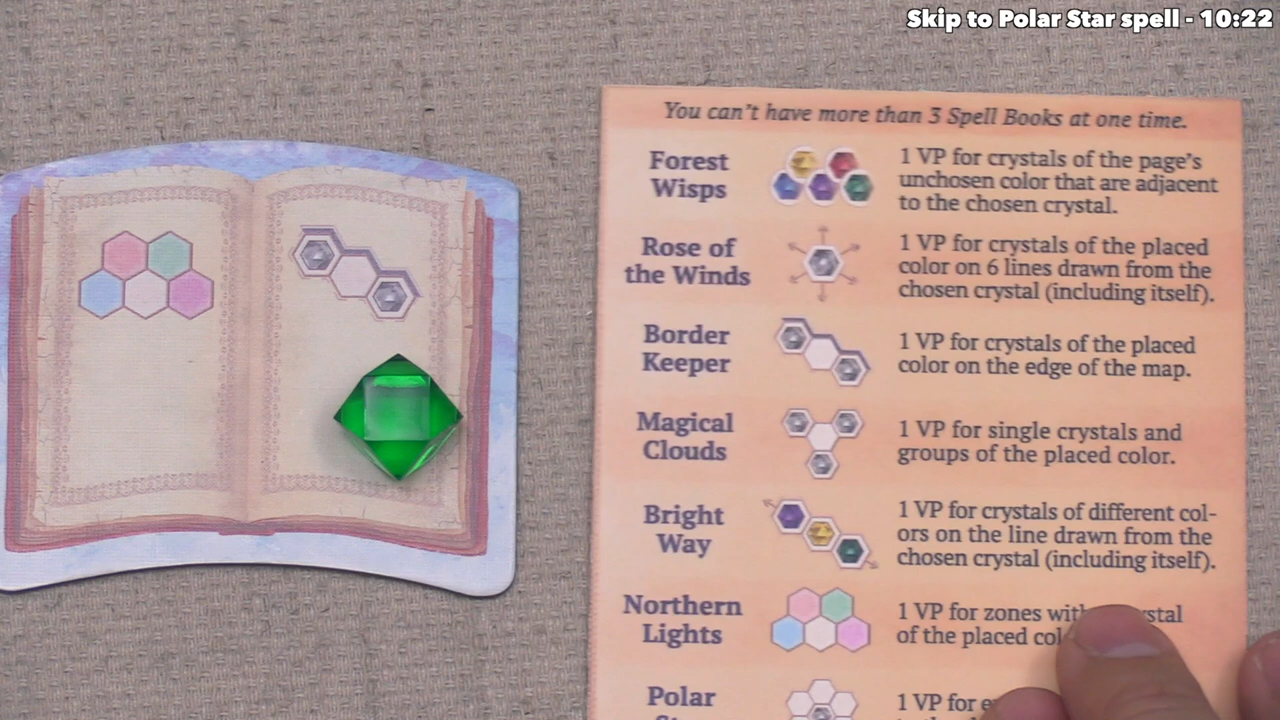 Skip to Polar Star spell - 10:22
You can't have more than 3 Spell Books at one time.
Forest
Wisps
1 VP for crystals of the page's
unchosen color that are adjacent
to the chosen crystal.
Rose of
the Winds
1 VP for crystals of the placed
color on 6 lines drawn from the
chosen crystal (including itself).
Border
Keeper
1 VP for crystals of the placed
color on the edge of the map.
Magical
Clouds
1 VP for single crystals and
groups of the placed color.
Bright
Way
1 VP for crystals of different col-
ors on the line drawn from the
chosen crystal (including itself).
Northern
Lights
1 VP for zones
of the placed
Polar
1 VP for